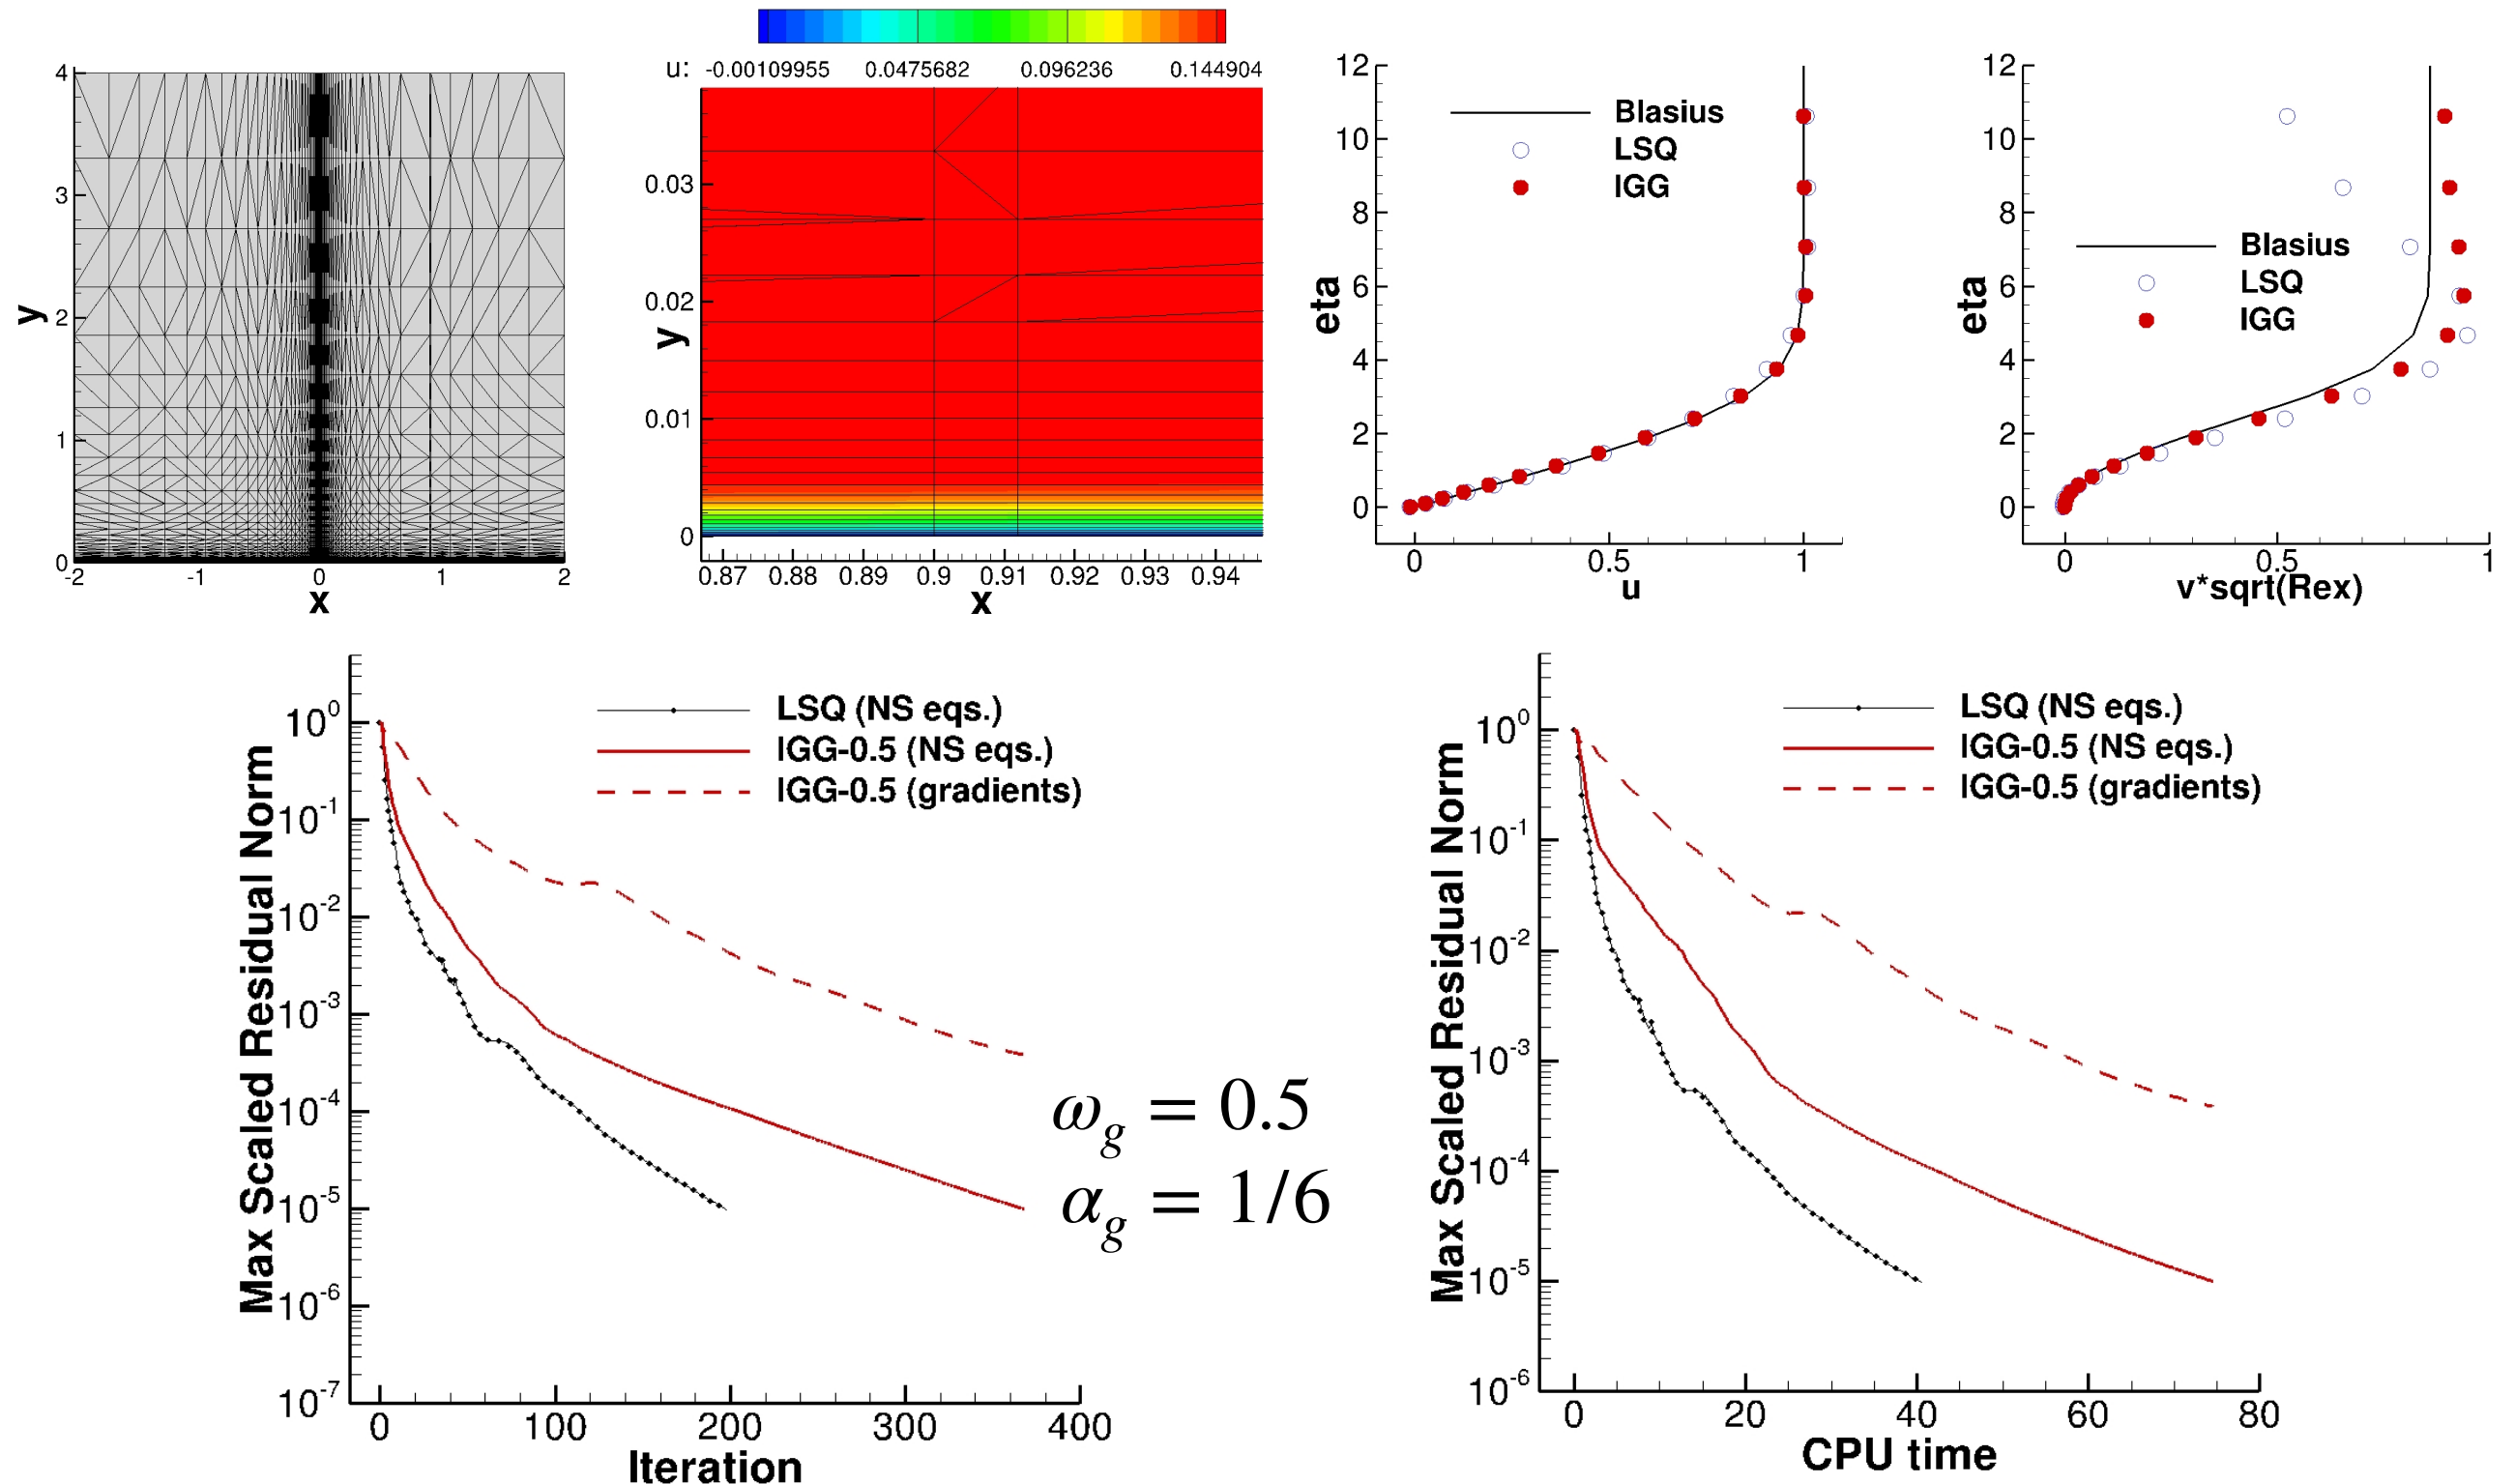 u: -0.00109955 0.0475682 0.096236 0.144904
4
3
2
1
0
y
-2 -1 0 1 2
x
0.03
0.02
0.01
0
y
0.87 0.88 0.89 0.9 0.91 0.92 0.93 0.94
x
12
10
8
6
4
2
0
eta
Blasius
LSQ
IGG
0 0.5 1
u
12
10
8
6
4
2
0
eta
Blasius
LSQ
IGG
0 0.5 1
v*sqrt(Rex)
LSQ (NS eqs.)
IGG-0.5 (NS eqs.)
IGG-0.5 (gradients)
10^0
10^-1
10^-2
10^-3
10^-4
10^-5
10^-6
10^-7
Max Scaled Residual Norm
0 100 200 300 400
Iteration
ω_g = 0.5
α_g = 1/6
LSQ (NS eqs.)
IGG-0.5 (NS eqs.)
IGG-0.5 (gradients)
10^0
10^-1
10^-2
10^-3
10^-4
10^-5
10^-6
Max Scaled Residual Norm
0 20 40 60 80
CPU time